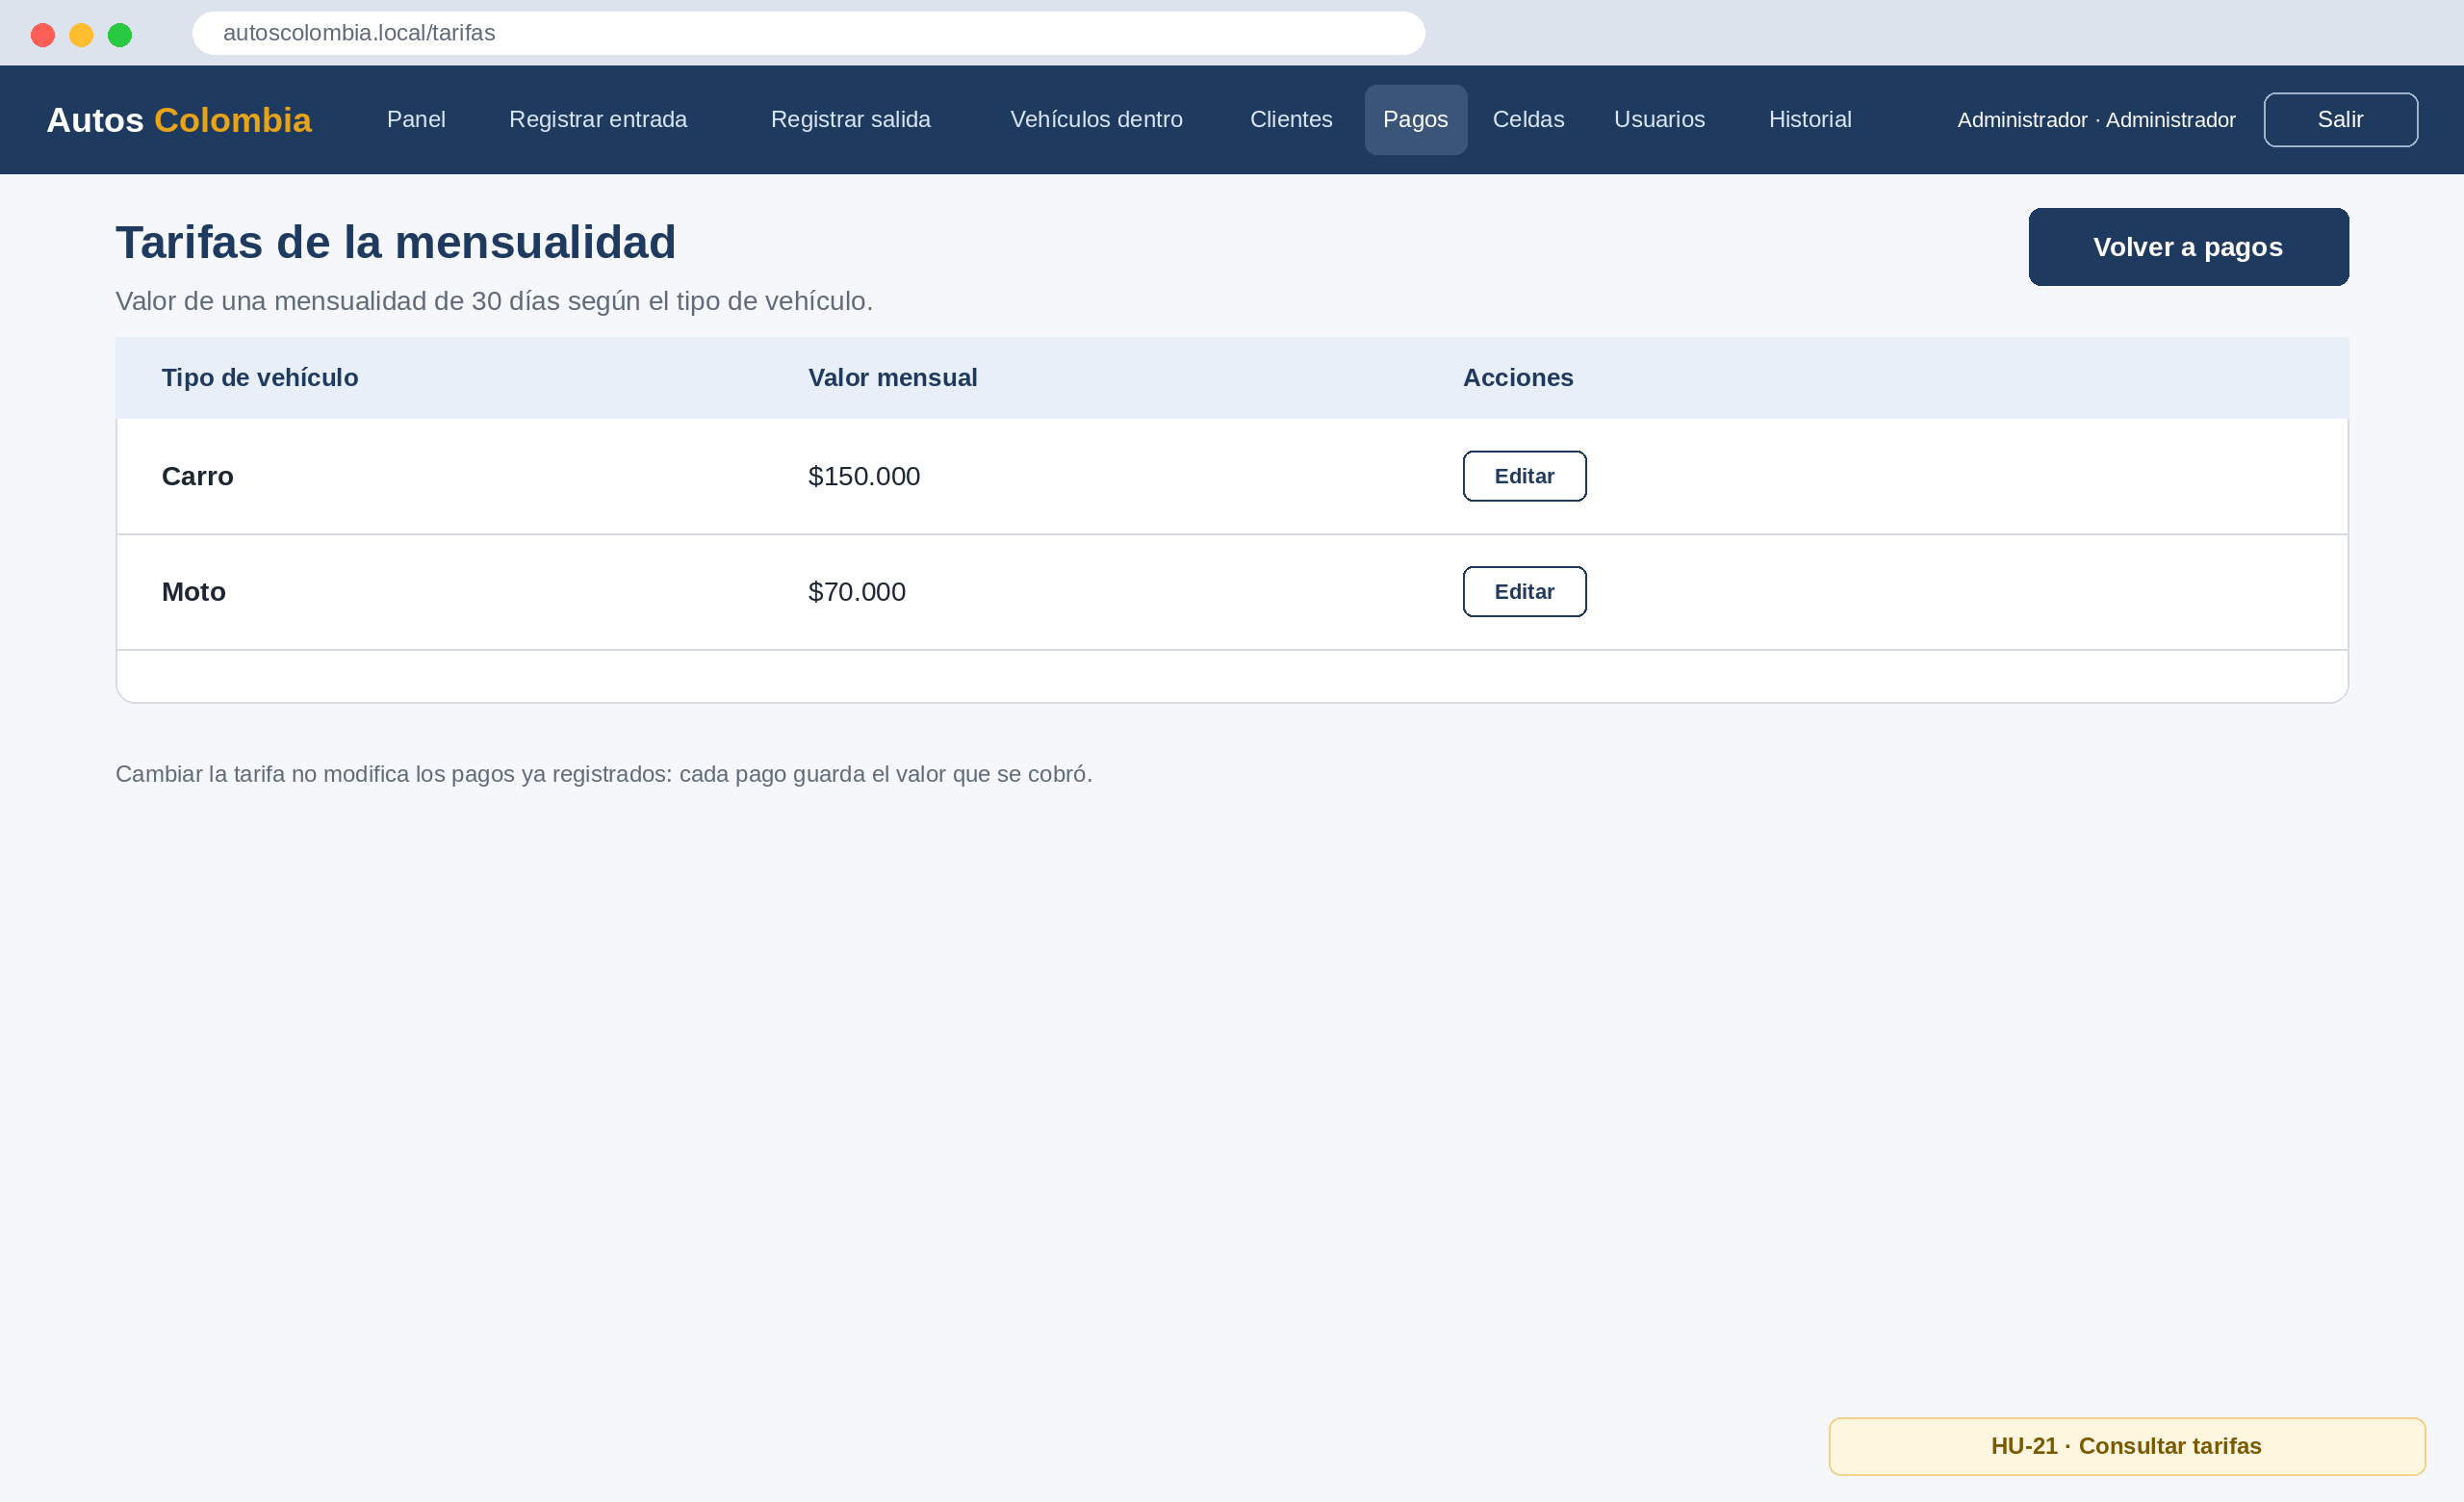 autoscolombia.local/tarifas
Autos Colombia Panel Registrar entrada Registrar salida Vehículos dentro Clientes Pagos Celdas Usuarios Historial Administrador · Administrador Salir
Tarifas de la mensualidad
Volver a pagos
Valor de una mensualidad de 30 días según el tipo de vehículo.
Tipo de vehículo Valor mensual Acciones
Carro $150.000 Editar
Moto $70.000 Editar
Cambiar la tarifa no modifica los pagos ya registrados: cada pago guarda el valor que se cobró.
HU-21 · Consultar tarifas